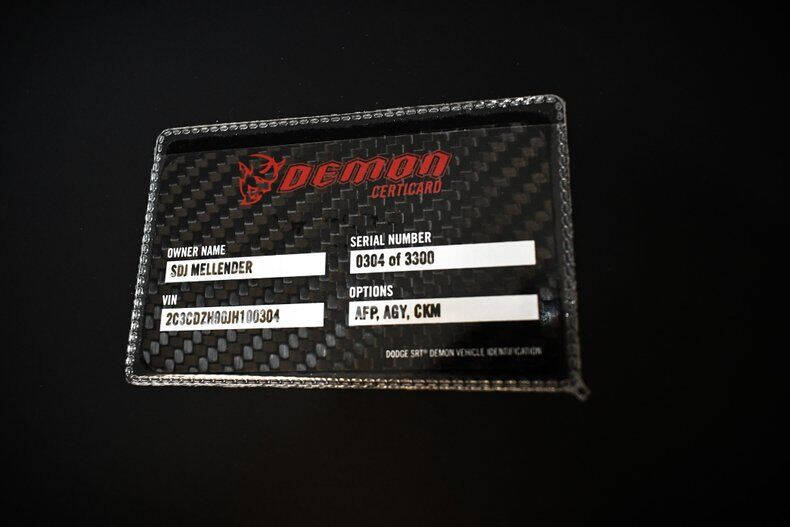 DEMON
CERTICARD
OWNER NAME
SDJ MELLENDER
SERIAL NUMBER
0304 of 3300
VIN
2C3CDZH90JH100304
OPTIONS
AFP, AGY, CKM
DODGE SRT® DEMON VEHICLE IDENTIFICATION